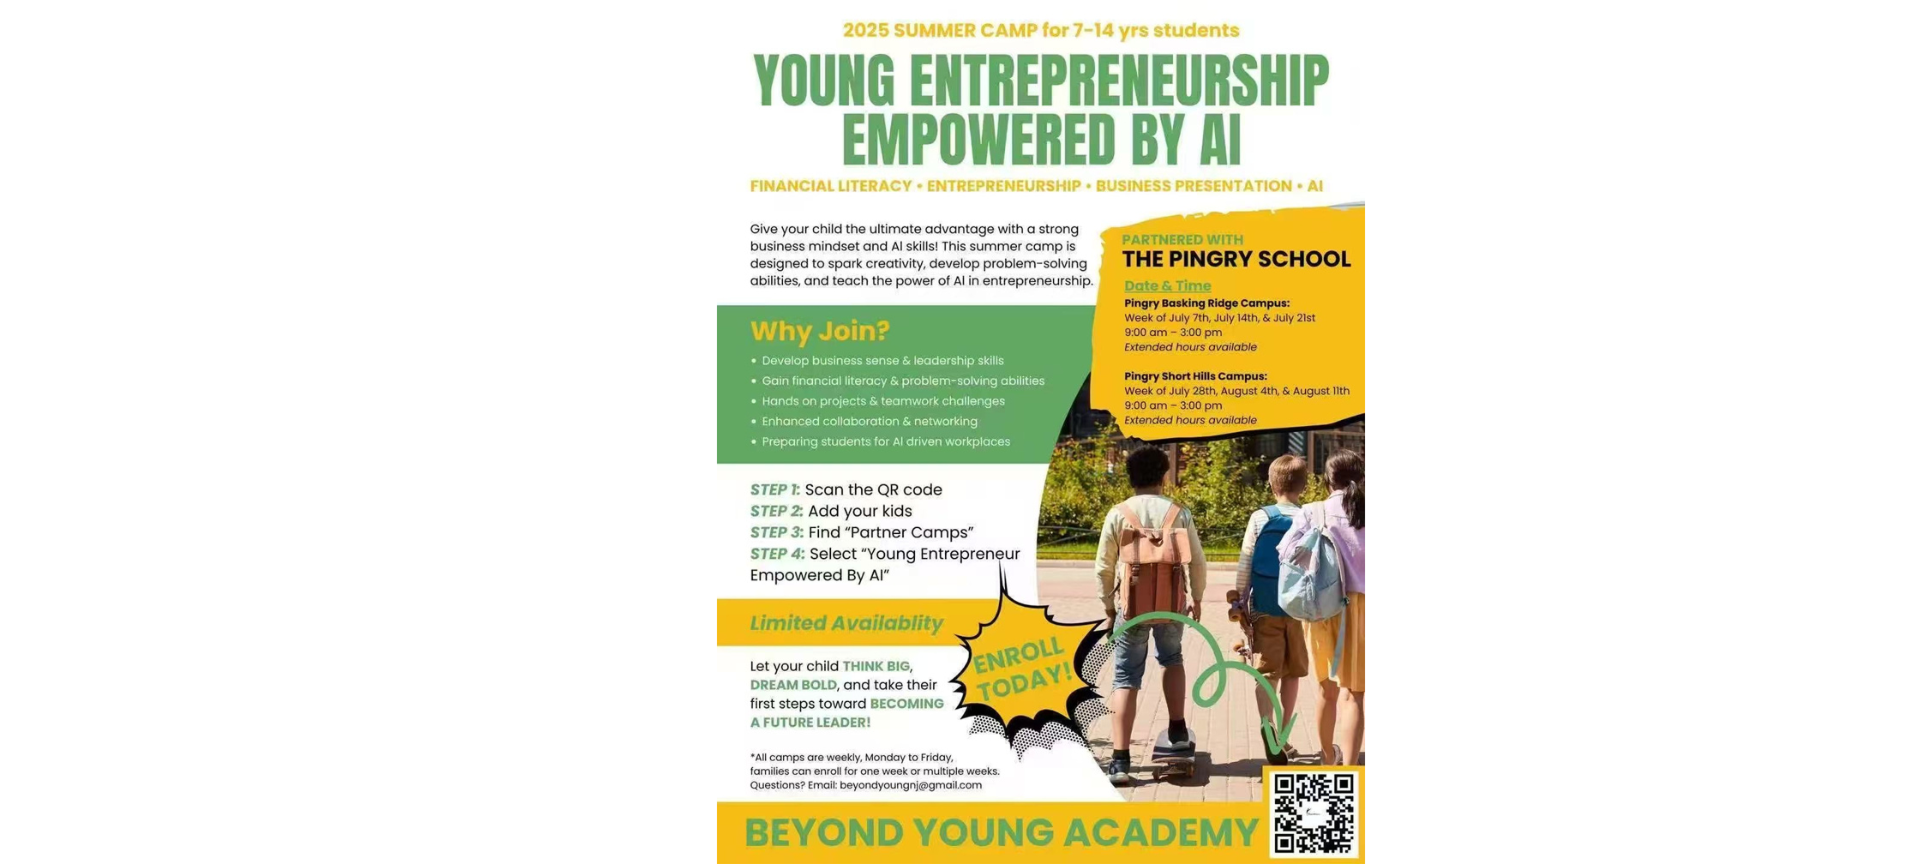 2025 SUMMER CAMP for 7-14 yrs students
YOUNG ENTREPRENEURSHIP
EMPOWERED BY AI
FINANCIAL LITERACY • ENTREPRENEURSHIP • BUSINESS PRESENTATION • AI
Give your child the ultimate advantage with a strong
business mindset and AI skills! This summer camp is
designed to spark creativity, develop problem-solving
abilities, and teach the power of AI in entrepreneurship.
PARTNERED WITH
THE PINGRY SCHOOL
Date & Time
Pingry Basking Ridge Campus:
Week of July 7th, July 14th, & July 21st
9:00 am – 3:00 pm
Extended hours available
Pingry Short Hills Campus:
Week of July 28th, August 4th, & August 11th
9:00 am – 3:00 pm
Extended hours available
Why Join?
• Develop business sense & leadership skills
• Gain financial literacy & problem-solving abilities
• Hands on projects & teamwork challenges
• Enhanced collaboration & networking
• Preparing students for AI driven workplaces
STEP 1: Scan the QR code
STEP 2: Add your kids
STEP 3: Find “Partner Camps”
STEP 4: Select “Young Entrepreneur
Empowered By AI”
Limited Availablity
ENROLL
TODAY!
Let your child THINK BIG,
DREAM BOLD, and take their
first steps toward BECOMING
A FUTURE LEADER!
*All camps are weekly, Monday to Friday,
families can enroll for one week or multiple weeks.
Questions? Email: beyondyoungnj@gmail.com
BEYOND YOUNG ACADEMY